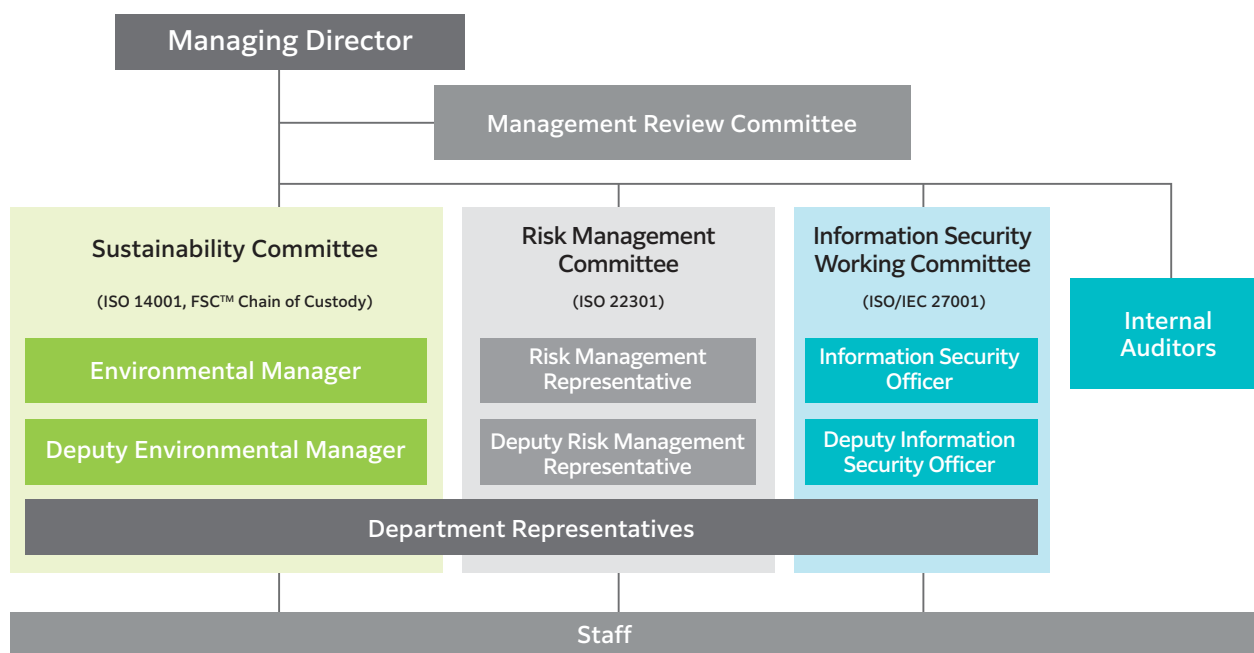 Managing Director
Management Review Committee
Sustainability Committee
(ISO 14001, FSC™ Chain of Custody)
Environmental Manager
Deputy Environmental Manager
Risk Management
Committee
(ISO 22301)
Risk Management
Representative
Deputy Risk Management
Representative
Information Security
Working Committee
(ISO/IEC 27001)
Information Security
Officer
Deputy Information
Security Officer
Internal
Auditors
Department Representatives
Staff